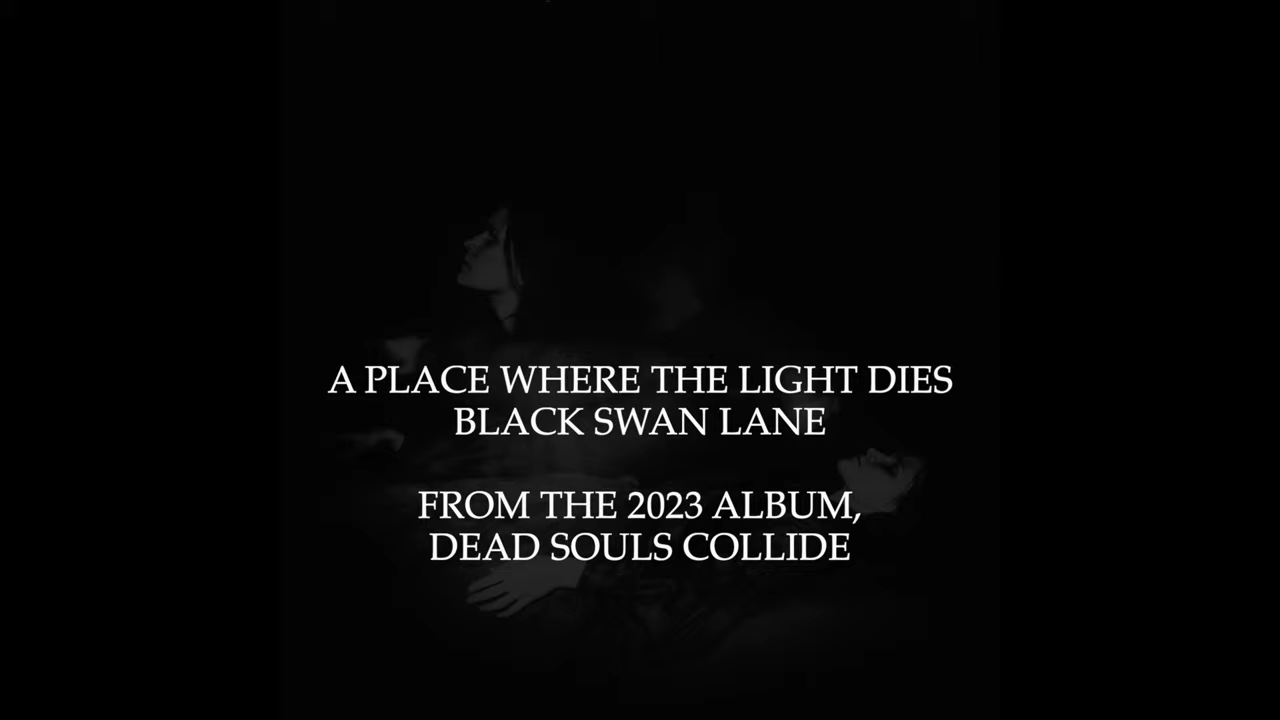 A PLACE WHERE THE LIGHT DIES
BLACK SWAN LANE
FROM THE 2023 ALBUM,
DEAD SOULS COLLIDE